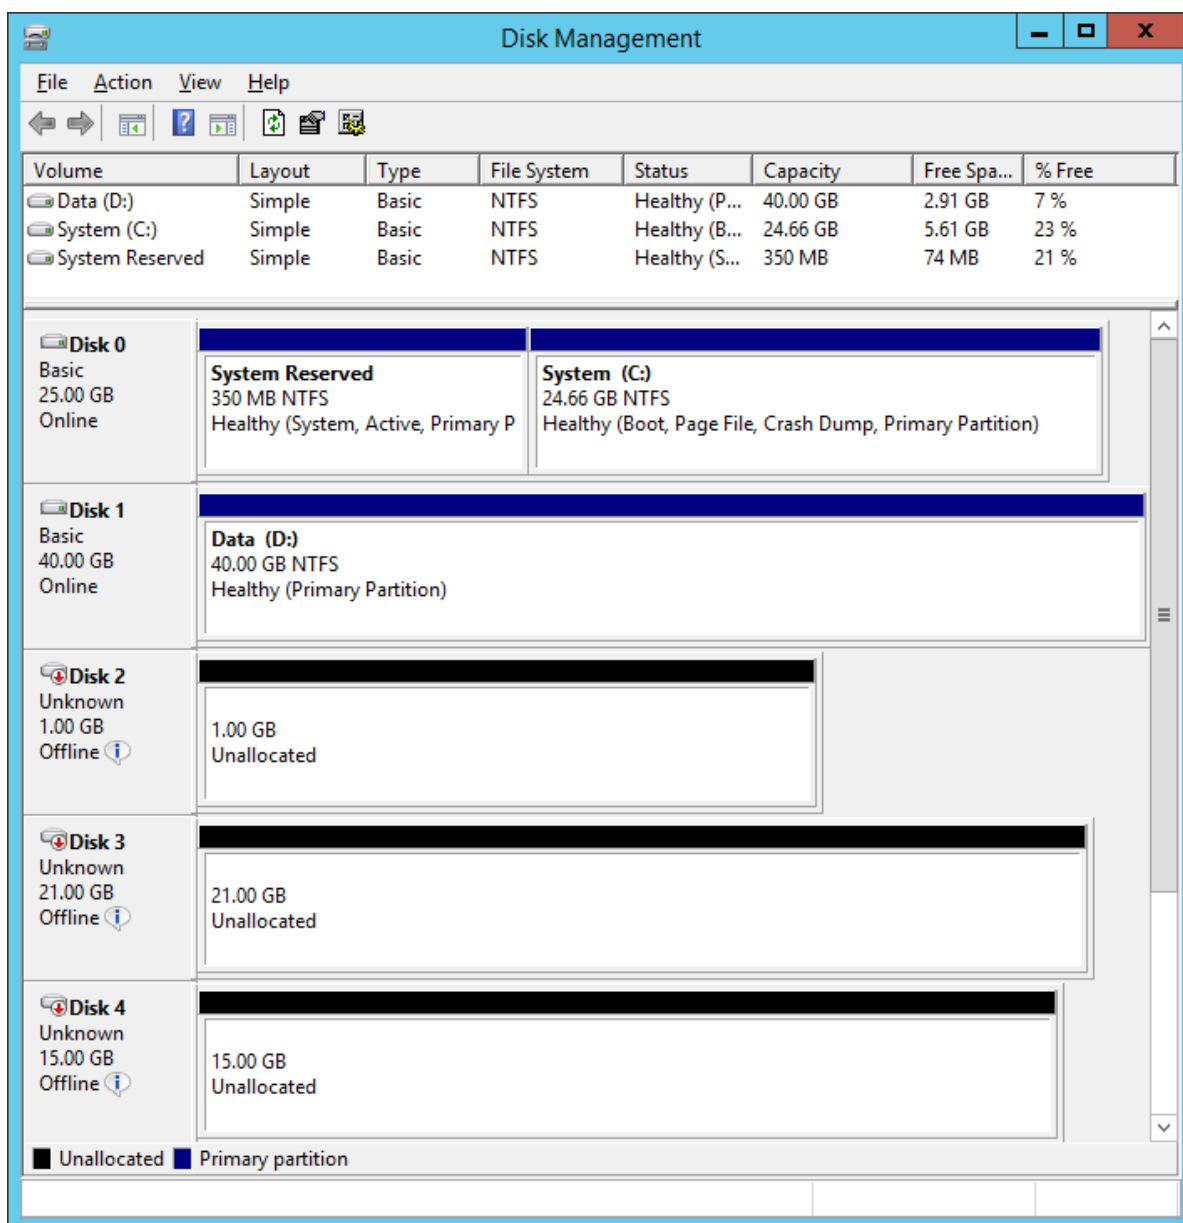 Disk Management
File Action View Help
Volume Layout Type File System Status Capacity Free Spa... % Free
Data (D:) Simple Basic NTFS Healthy (P... 40.00 GB 2.91 GB 7 %
System (C:) Simple Basic NTFS Healthy (B... 24.66 GB 5.61 GB 23 %
System Reserved Simple Basic NTFS Healthy (S... 350 MB 74 MB 21 %
Disk 0
Basic
25.00 GB
Online
System Reserved
350 MB NTFS
Healthy (System, Active, Primary P
System (C:)
24.66 GB NTFS
Healthy (Boot, Page File, Crash Dump, Primary Partition)
Disk 1
Basic
40.00 GB
Online
Data (D:)
40.00 GB NTFS
Healthy (Primary Partition)
Disk 2
Unknown
1.00 GB
Offline
1.00 GB
Unallocated
Disk 3
Unknown
21.00 GB
Offline
21.00 GB
Unallocated
Disk 4
Unknown
15.00 GB
Offline
15.00 GB
Unallocated
Unallocated Primary partition